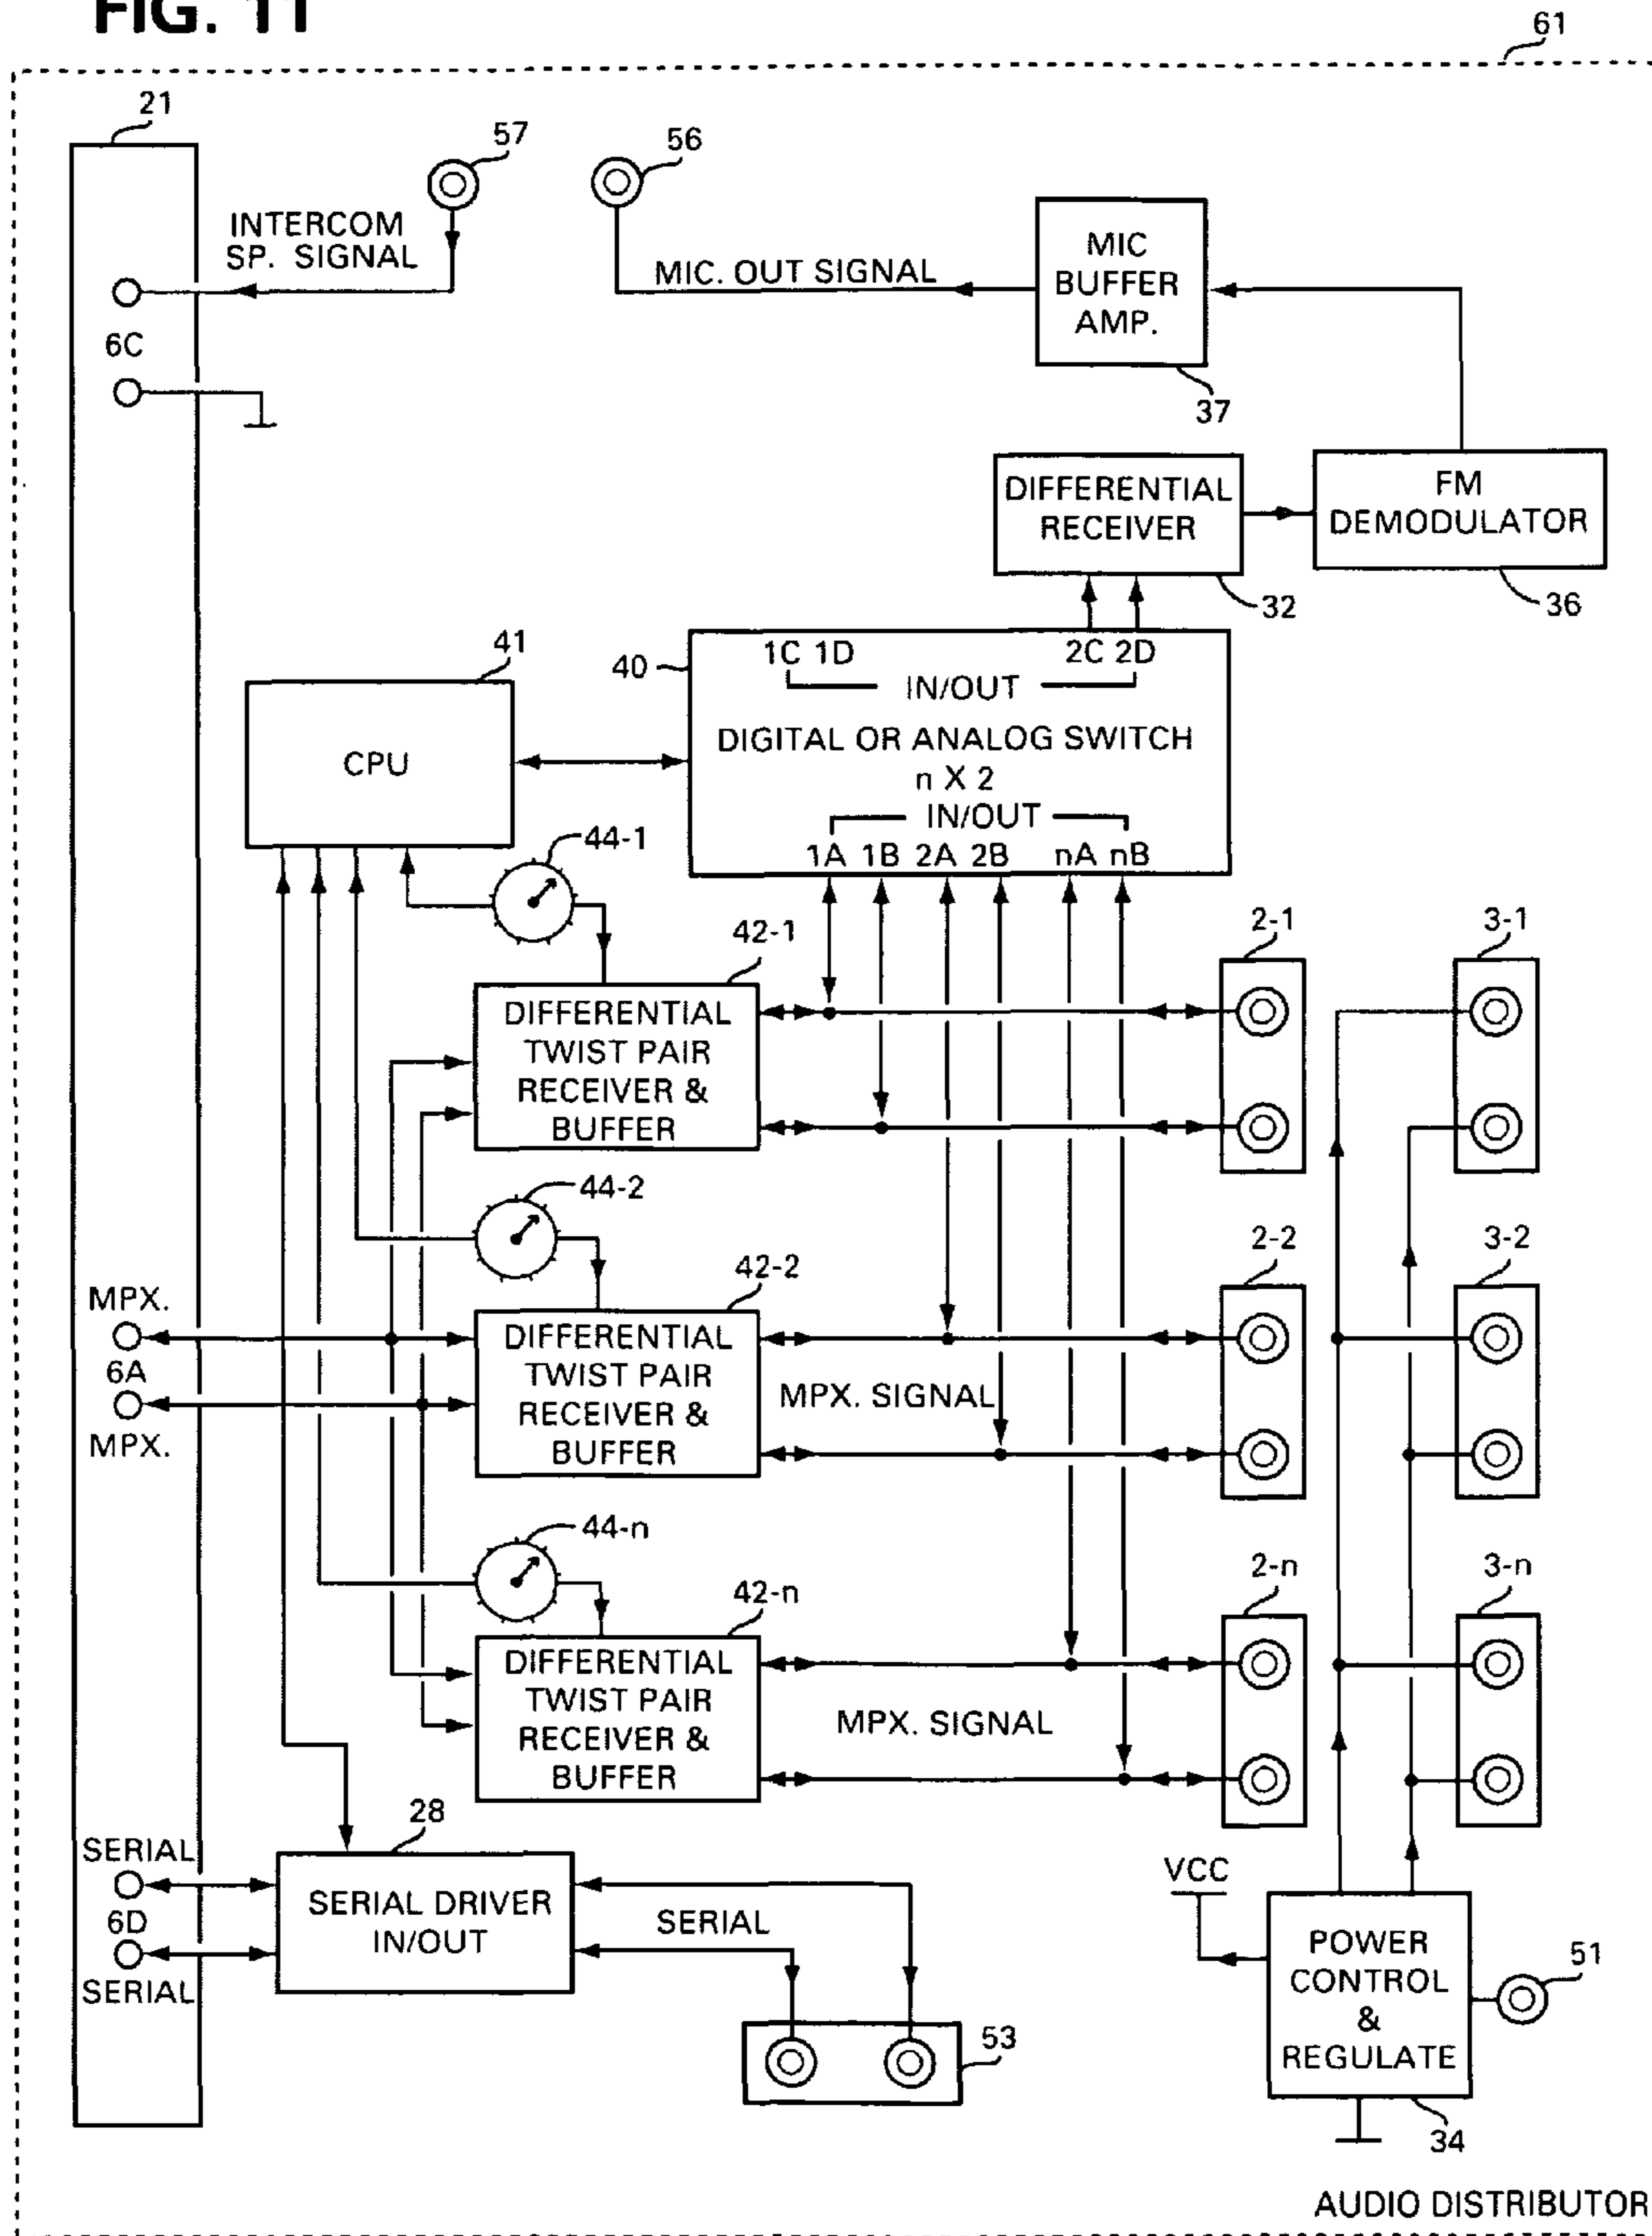 FIG. 11
61
21
57
56
INTERCOM
SP. SIGNAL
MIC. OUT SIGNAL
MIC
BUFFER
AMP.
37
6C
DIFFERENTIAL
RECEIVER
32
FM
DEMODULATOR
36
41
CPU
40
1C 1D
2C 2D
IN/OUT
DIGITAL OR ANALOG SWITCH
n X 2
IN/OUT
1A 1B 2A 2B nA nB
44-1
42-1
DIFFERENTIAL
TWIST PAIR
RECEIVER &
BUFFER
2-1
3-1
44-2
42-2
DIFFERENTIAL
TWIST PAIR
RECEIVER &
BUFFER
MPX. SIGNAL
2-2
3-2
MPX.
6A
MPX.
44-n
42-n
DIFFERENTIAL
TWIST PAIR
RECEIVER &
BUFFER
MPX. SIGNAL
2-n
3-n
SERIAL
6D
SERIAL
28
SERIAL DRIVER
IN/OUT
SERIAL
53
VCC
POWER
CONTROL
&
REGULATE
51
34
AUDIO DISTRIBUTOR